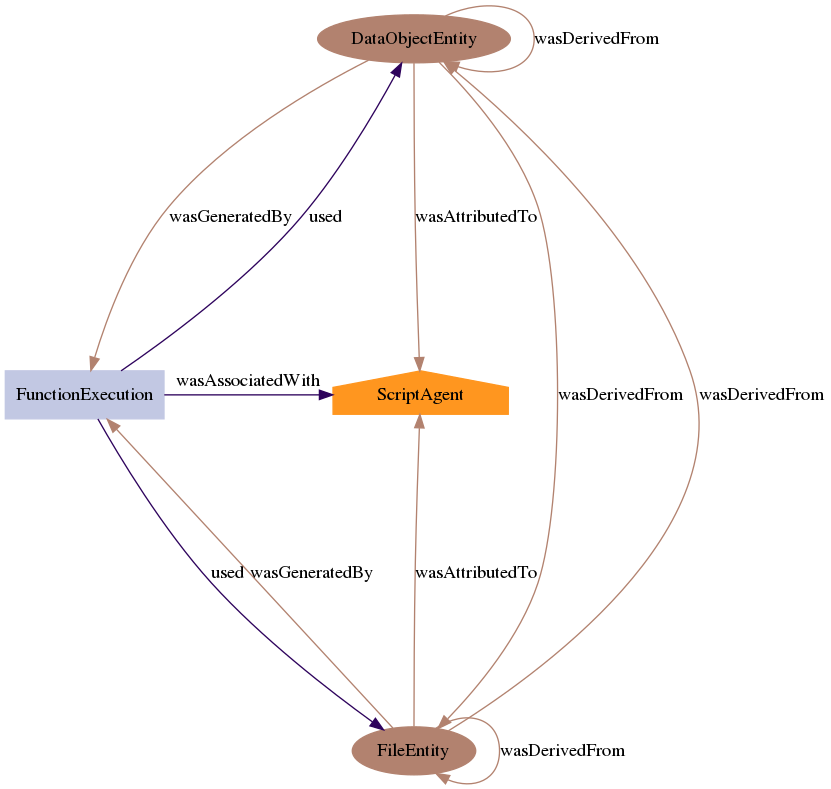 DataObjectEntity
wasDerivedFrom
wasGeneratedBy
used
wasAttributedTo
wasAssociatedWith
FunctionExecution
ScriptAgent
wasDerivedFrom
wasDerivedFrom
used
wasGeneratedBy
wasAttributedTo
FileEntity
wasDerivedFrom